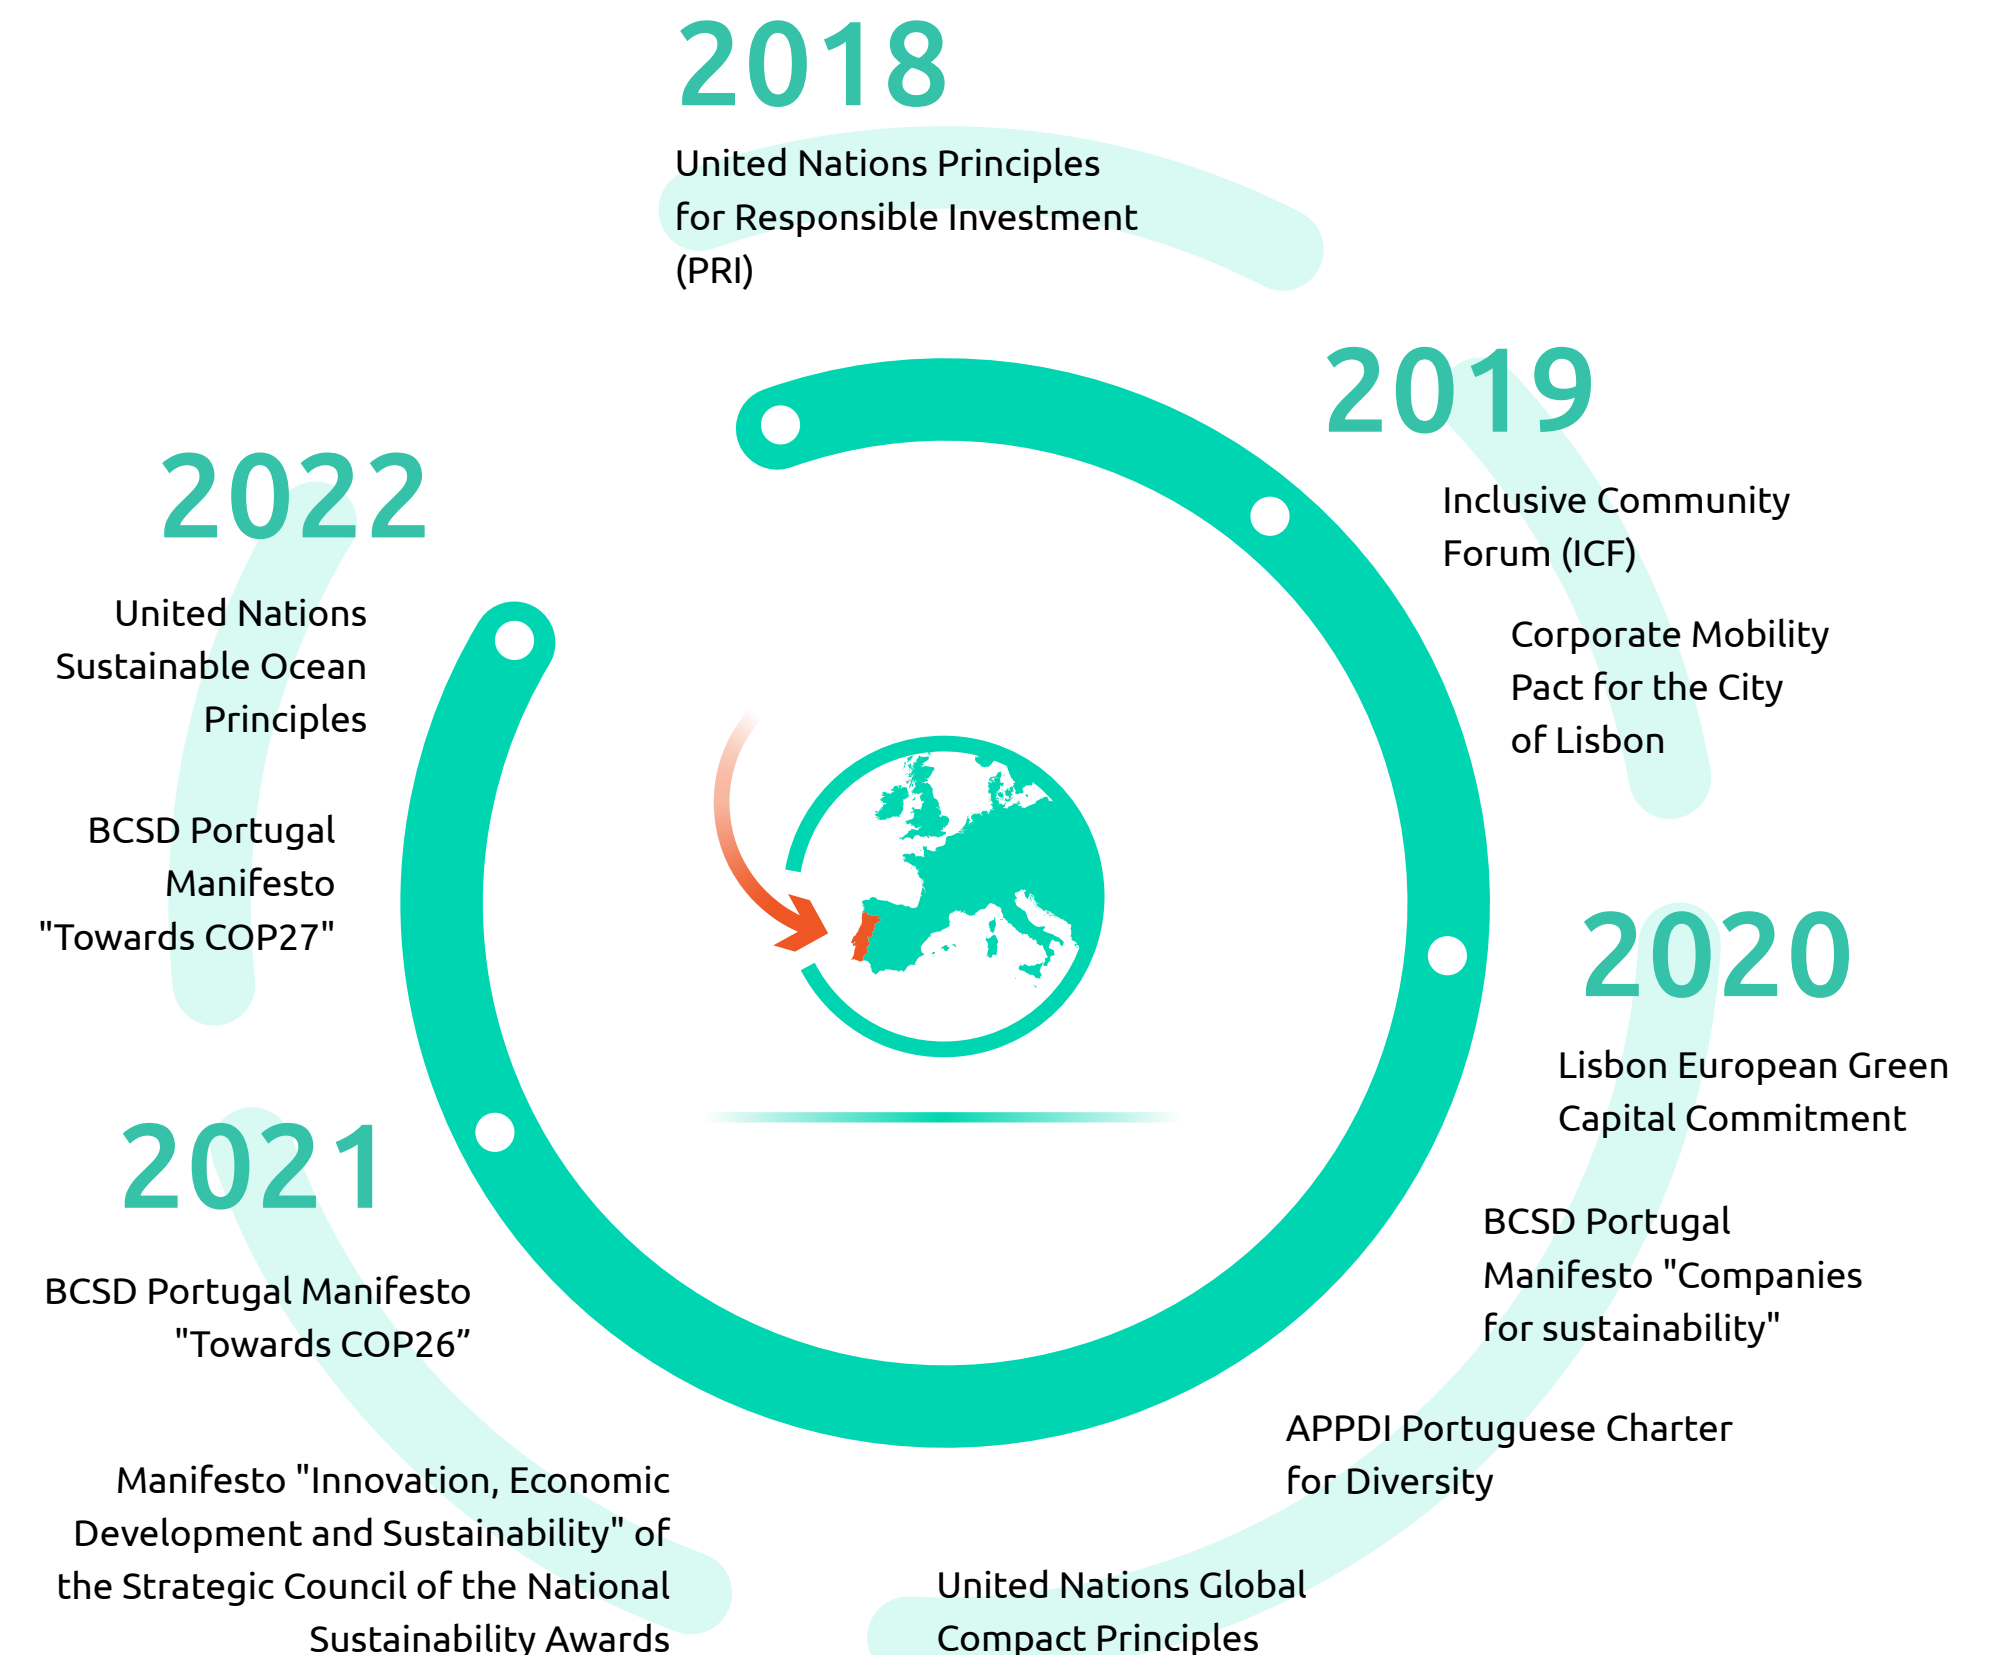 2018
United Nations Principles
for Responsible Investment
(PRI)
2019
Inclusive Community
Forum (ICF)
Corporate Mobility
Pact for the City
of Lisbon
2020
Lisbon European Green
Capital Commitment
BCSD Portugal
Manifesto "Companies
for sustainability"
APPDI Portuguese Charter
for Diversity
United Nations Global
Compact Principles
2021
BCSD Portugal Manifesto
"Towards COP26”
Manifesto "Innovation, Economic
Development and Sustainability" of
the Strategic Council of the National
Sustainability Awards
2022
United Nations
Sustainable Ocean
Principles
BCSD Portugal
Manifesto
"Towards COP27"